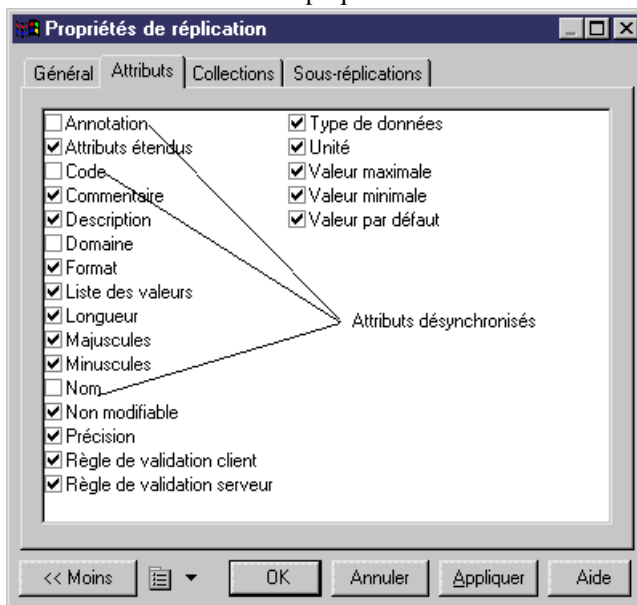 Propriétés de réplication
Général Attributs Collections Sous-réplications
Annotation
Attributs étendus
Code
Commentaire
Description
Domaine
Format
Liste des valeurs
Longueur
Majuscules
Minuscules
Nom
Non modifiable
Précision
Règle de validation client
Règle de validation serveur
Type de données
Unité
Valeur maximale
Valeur minimale
Valeur par défaut
Attributs désynchronisés
<< Moins OK Annuler Appliquer Aide